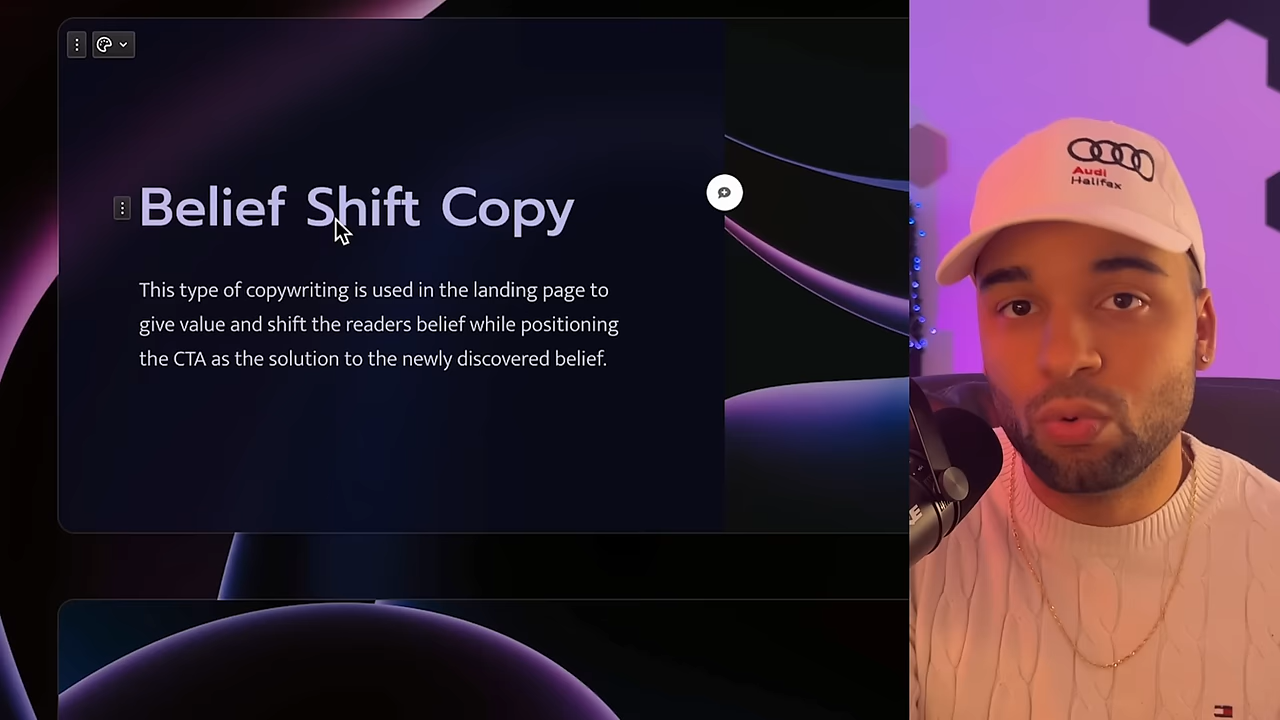 Belief Shift Copy
This type of copywriting is used in the landing page to
give value and shift the readers belief while positioning
the CTA as the solution to the newly discovered belief.
Audi
Halifax